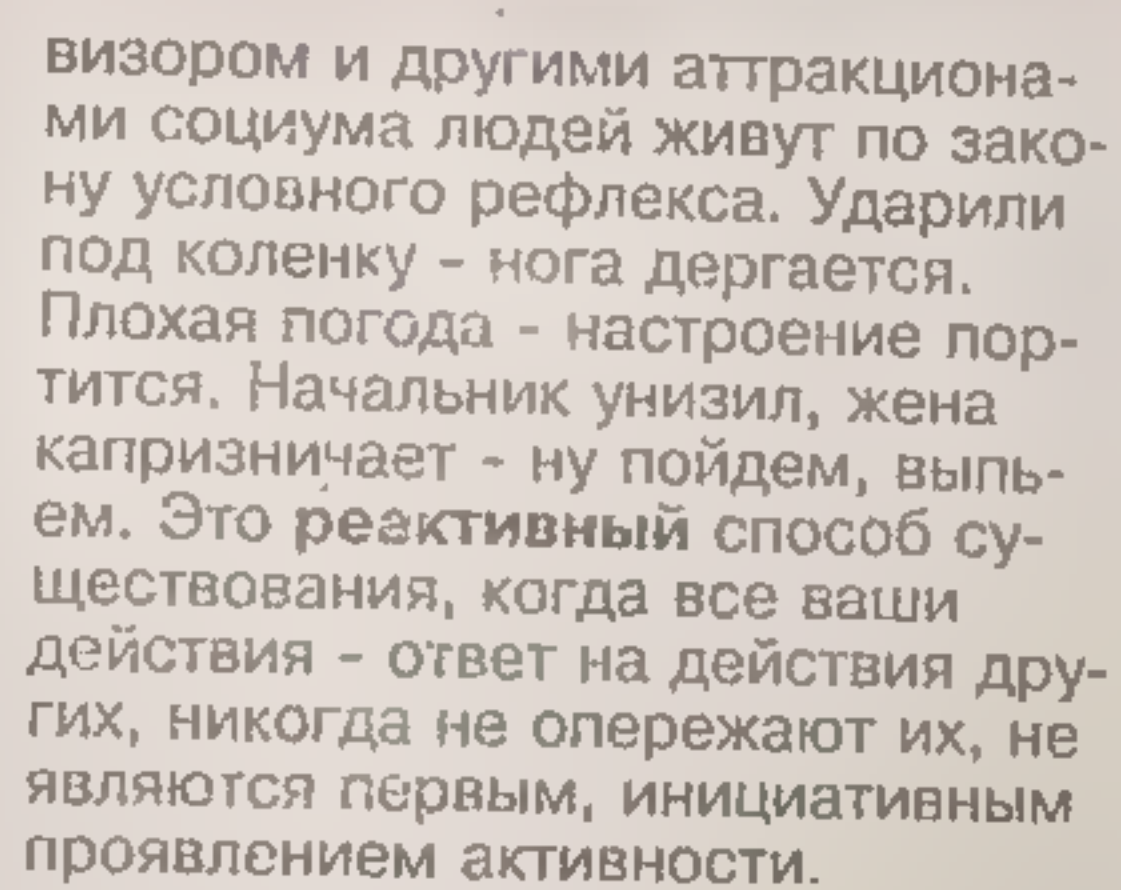 визором и другими аттракциона-
ми социума людей живут по зако-
ну условного рефлекса. Ударили
под коленку - нога дергается.
Плохая погода - настроение пор-
тится. Начальник унизил, жена
капризничает - ну пойдем, выпь-
ем. Это реактивный способ су-
ществования, когда все ваши
действия - ответ на действия дру-
гих, никогда не опережают их, не
являются первым, инициативным
проявлением активности.